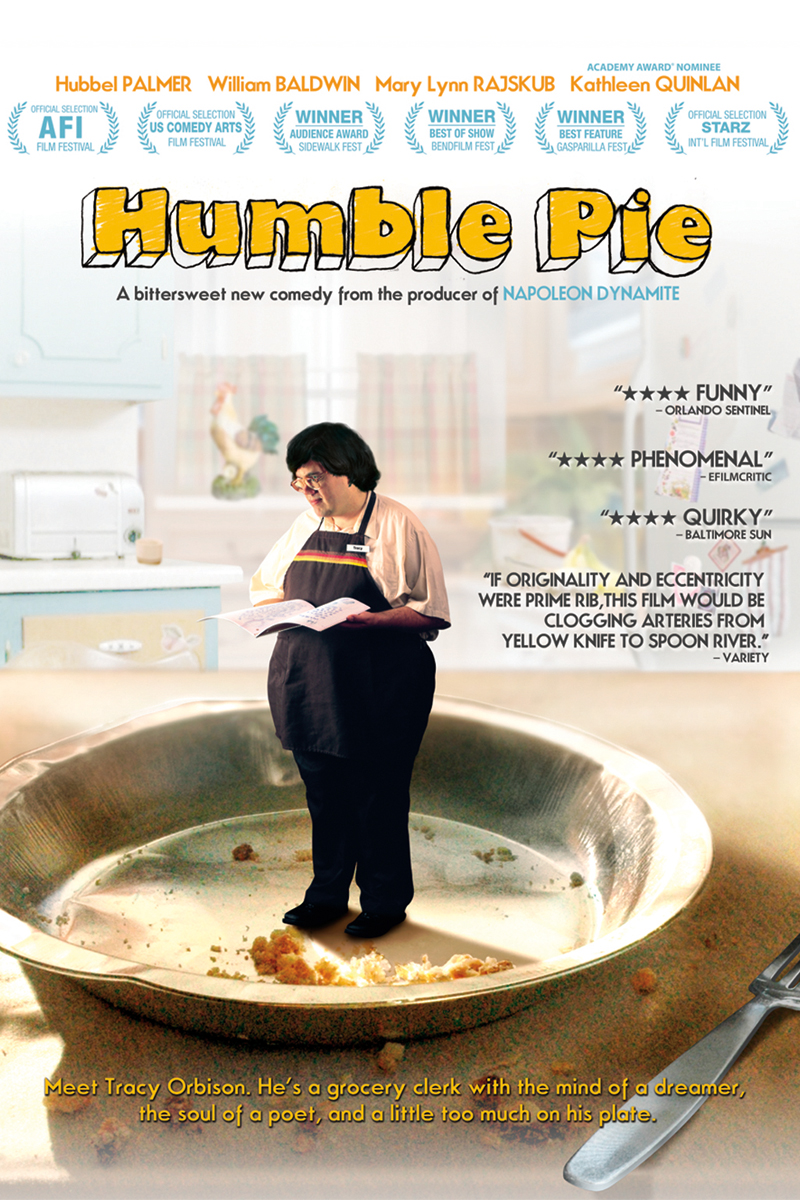 ACADEMY AWARD® NOMINEE
Hubbel PALMER William BALDWIN Mary Lynn RAJSKUB Kathleen QUINLAN
OFFICIAL SELECTION
AFI
FILM FESTIVAL
OFFICIAL SELECTION
US COMEDY ARTS
FILM FESTIVAL
WINNER
AUDIENCE AWARD
SIDEWALK FEST
WINNER
BEST OF SHOW
BENDFILM FEST
WINNER
BEST FEATURE
GASPARILLA FEST
OFFICIAL SELECTION
STARZ
INT'L FILM FESTIVAL
Humble Pie
A bittersweet new comedy from the producer of NAPOLEON DYNAMITE
“★★★★ FUNNY”
– ORLANDO SENTINEL
“★★★★ PHENOMENAL”
– EFILMCRITIC
“★★★★ QUIRKY”
– BALTIMORE SUN
“IF ORIGINALITY AND ECCENTRICITY
WERE PRIME RIB,THIS FILM WOULD BE
CLOGGING ARTERIES FROM
YELLOW KNIFE TO SPOON RIVER.”
– VARIETY
Meet Tracy Orbison. He's a grocery clerk with the mind of a dreamer,
the soul of a poet, and a little too much on his plate.